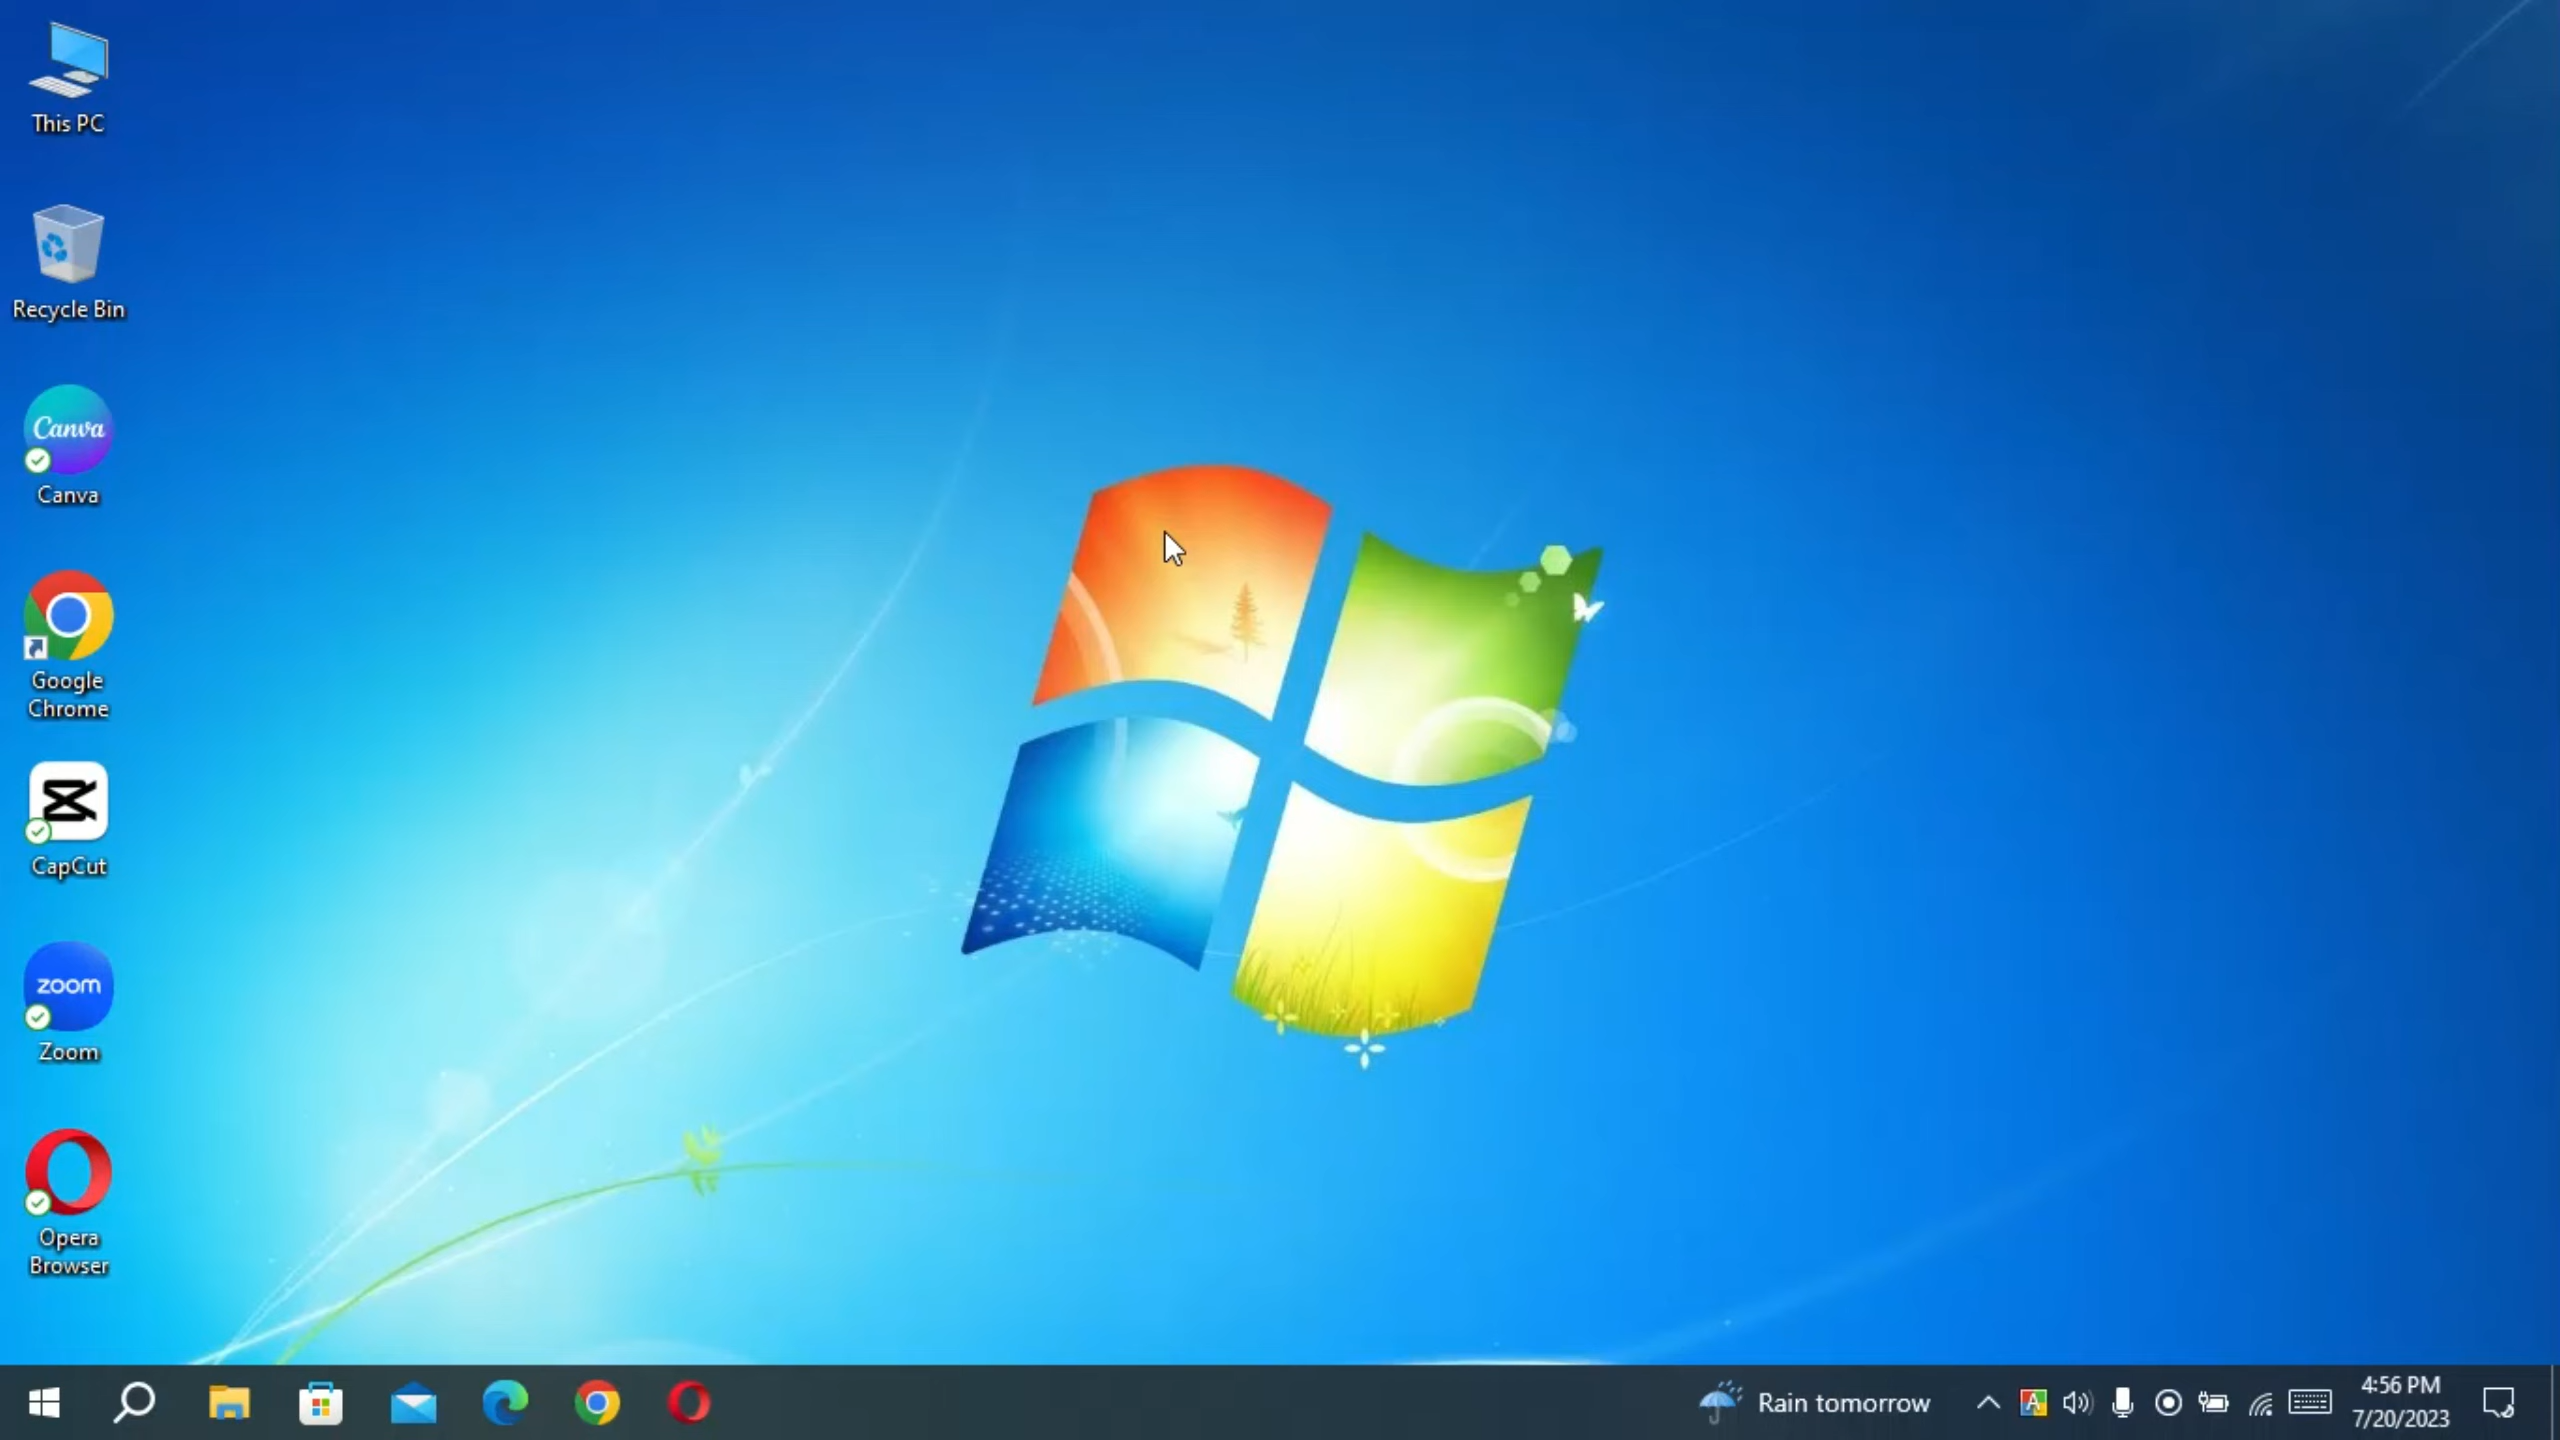 This PC
Recycle Bin
Canva
Canva
Google
Chrome
CapCut
zoom
Zoom
Opera
Browser
Rain tomorrow
A
4:56 PM
7/20/2023